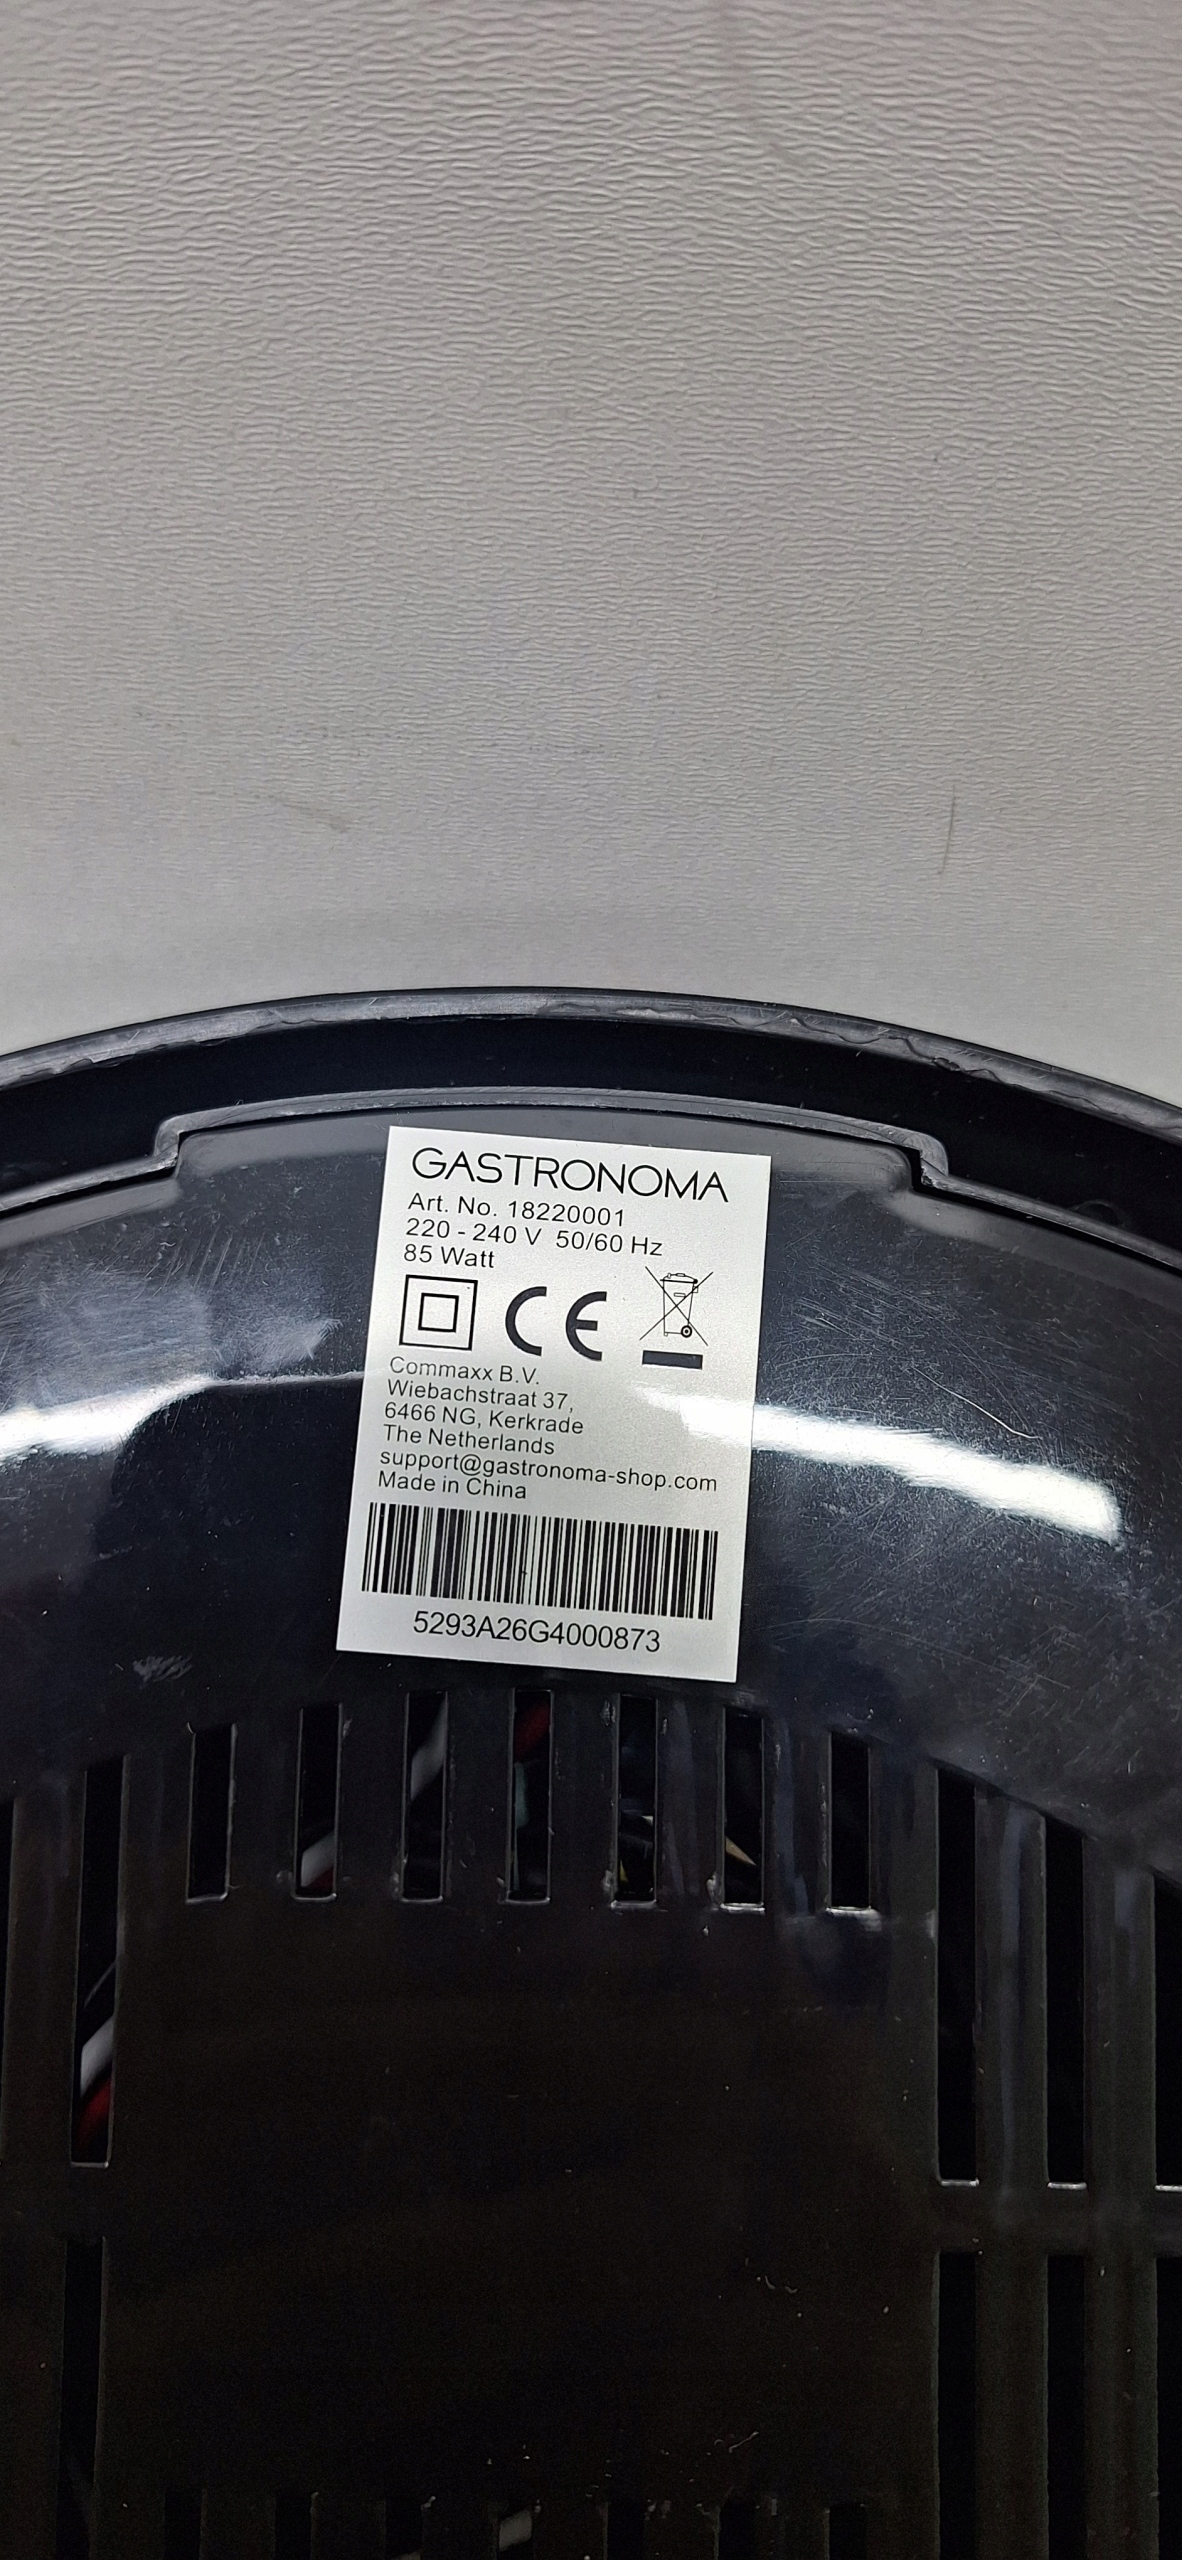 GASTRONOMA
Art. No. 18220001
220 - 240 V 50/60 Hz
85 Watt
CE
Commaxx B.V.
Wiebachstraat 37,
6466 NG, Kerkrade
The Netherlands
support@gastronoma-shop.com
Made in China
5293A26G4000873